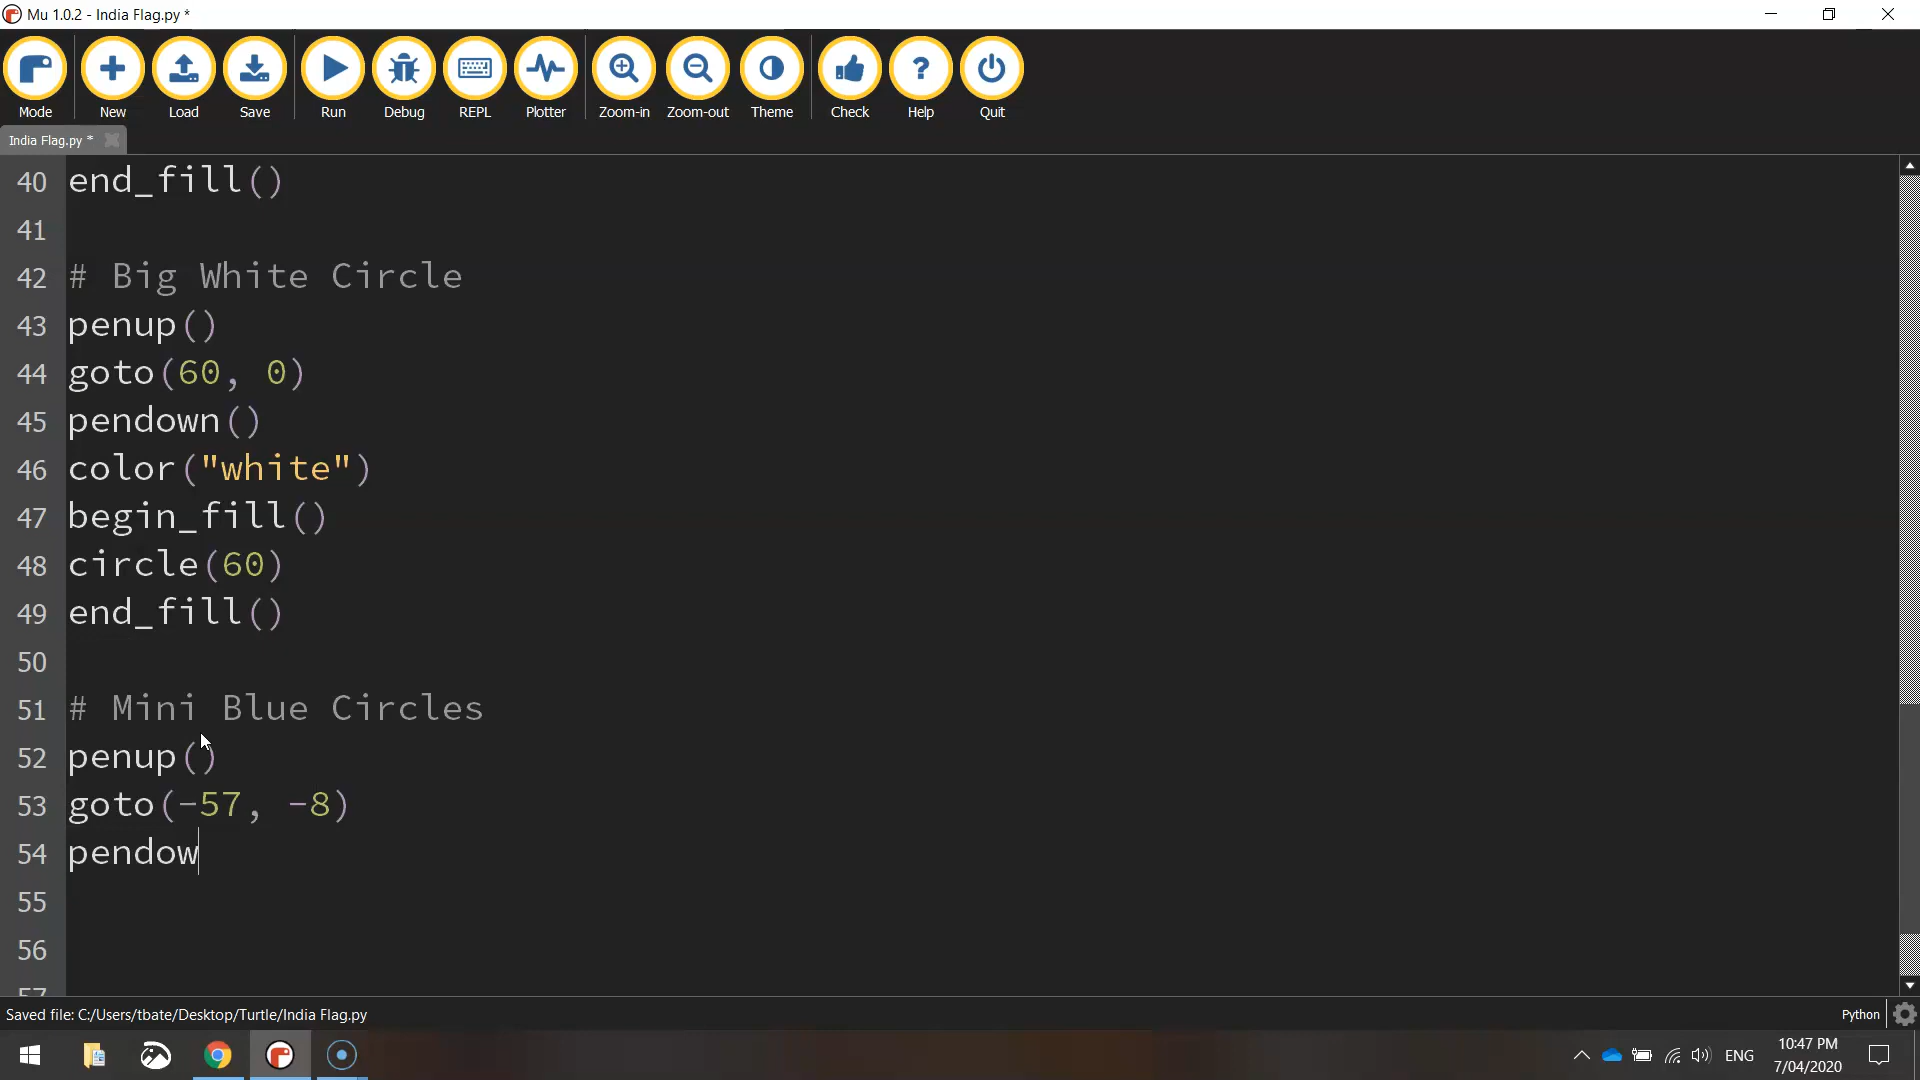 Mu 1.0.2 - India Flag.py *
Mode New Load Save Run Debug REPL Plotter Zoom-in Zoom-out Theme Check Help Quit
India Flag.py *
40 end_fill()
41
42 # Big White Circle
43 penup()
44 goto(60, 0)
45 pendown()
46 color("white")
47 begin_fill()
48 circle(60)
49 end_fill()
50
51 # Mini Blue Circles
52 penup()
53 goto(-57, -8)
54 pendow
55
56
57
Saved file: C:/Users/tbate/Desktop/Turtle/India Flag.py
Python
ENG
10:47 PM
7/04/2020